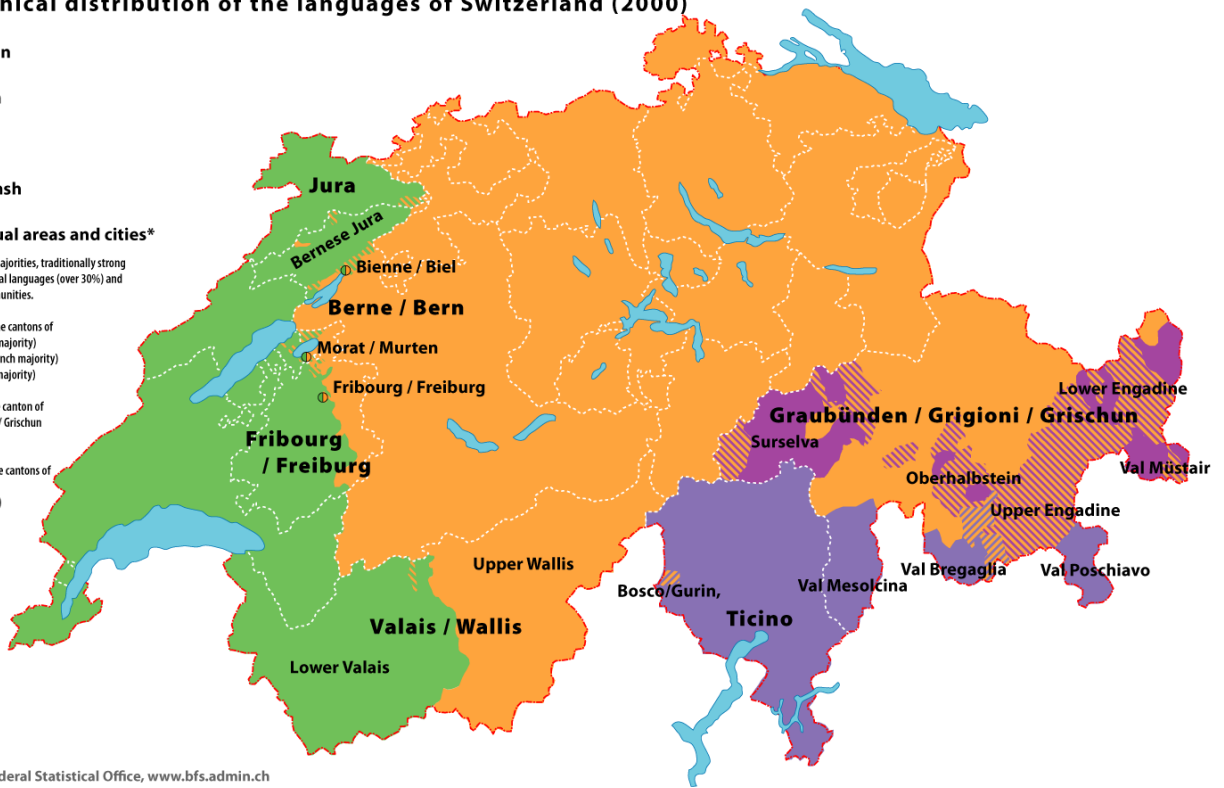 nical distribution of the languages of Switzerland (2000)
n
ash
ual areas and cities*
ajorities, traditionally strong
al languages (over 30%) and
unities.
e cantons of
majority)
nch majority)
majority)
e canton of
/ Grischun
e cantons of
)
Jura
Bernese Jura
Bienne / Biel
Berne / Bern
Morat / Murten
Fribourg / Freiburg
Fribourg
/ Freiburg
Lower Engadine
Graubünden / Grigioni / Grischun
Surselva
Val Müstair
Oberhalbstein
Upper Engadine
Upper Wallis
Val Bregaglia
Val Poschiavo
Bosco/Gurin,
Val Mesolcina
Ticino
Valais / Wallis
Lower Valais
deral Statistical Office, www.bfs.admin.ch